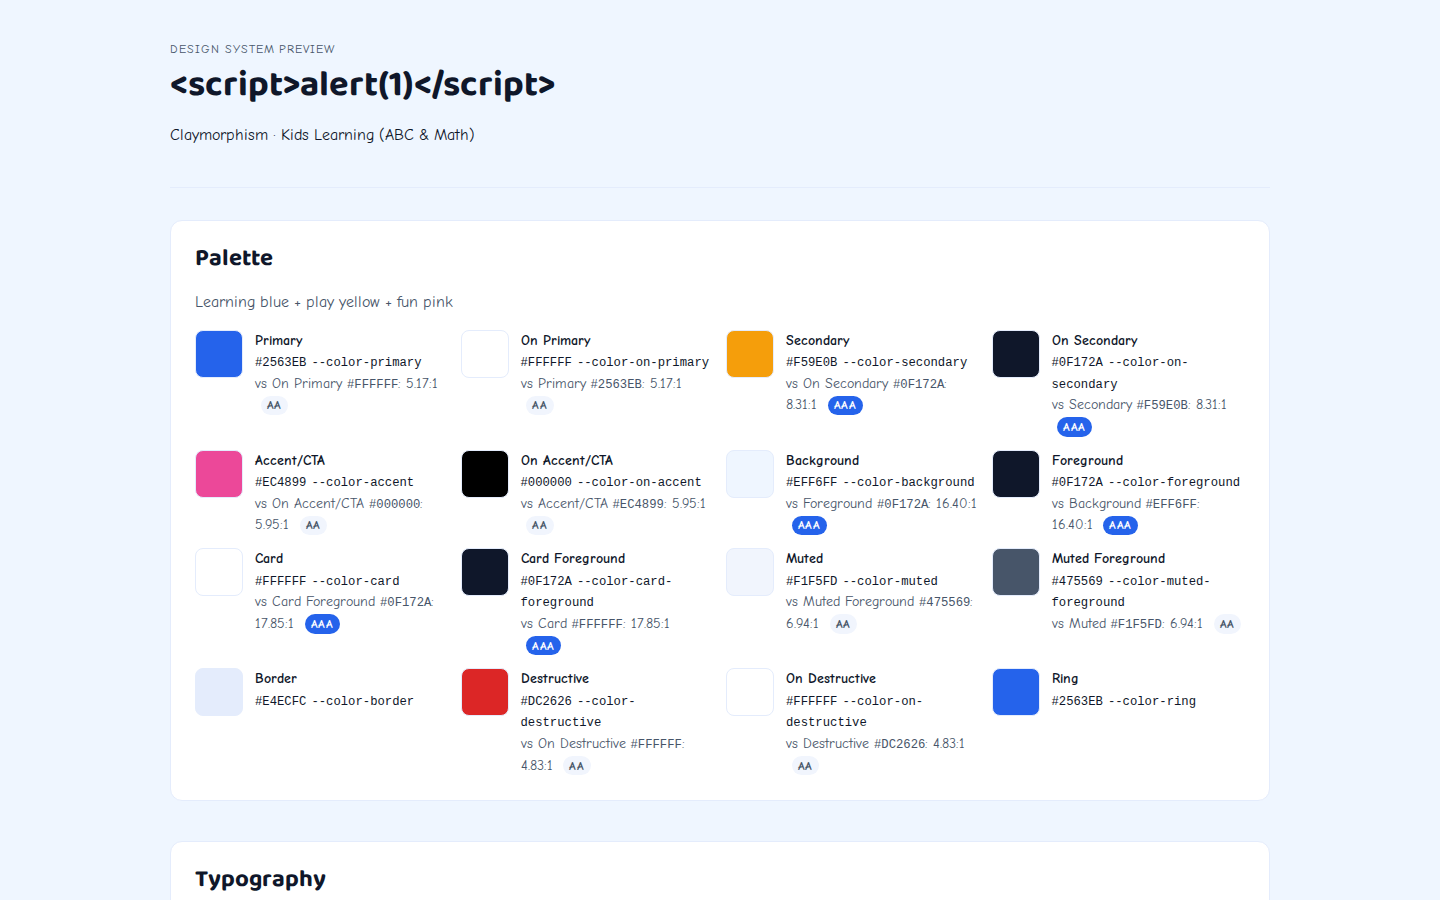 DESIGN SYSTEM PREVIEW
<script>alert(1)</script>
Claymorphism · Kids Learning (ABC & Math)
Palette
Learning blue + play yellow + fun pink
Primary
#2563EB --color-primary
vs On Primary #FFFFFF: 5.17:1
AA
On Primary
#FFFFFF --color-on-primary
vs Primary #2563EB: 5.17:1
AA
Secondary
#F59E0B --color-secondary
vs On Secondary #0F172A:
8.31:1 AAA
On Secondary
#0F172A --color-on-
secondary
vs Secondary #F59E0B: 8.31:1
AAA
Accent/CTA
#EC4899 --color-accent
vs On Accent/CTA #000000:
5.95:1 AA
On Accent/CTA
#000000 --color-on-accent
vs Accent/CTA #EC4899: 5.95:1
AA
Background
#EFF6FF --color-background
vs Foreground #0F172A: 16.40:1
AAA
Foreground
#0F172A --color-foreground
vs Background #EFF6FF:
16.40:1 AAA
Card
#FFFFFF --color-card
vs Card Foreground #0F172A:
17.85:1 AAA
Card Foreground
#0F172A --color-card-
foreground
vs Card #FFFFFF: 17.85:1
AAA
Muted
#F1F5FD --color-muted
vs Muted Foreground #475569:
6.94:1 AA
Muted Foreground
#475569 --color-muted-
foreground
vs Muted #F1F5FD: 6.94:1 AA
Border
#E4ECFC --color-border
Destructive
#DC2626 --color-
destructive
vs On Destructive #FFFFFF:
4.83:1 AA
On Destructive
#FFFFFF --color-on-
destructive
vs Destructive #DC2626: 4.83:1
AA
Ring
#2563EB --color-ring
Typography